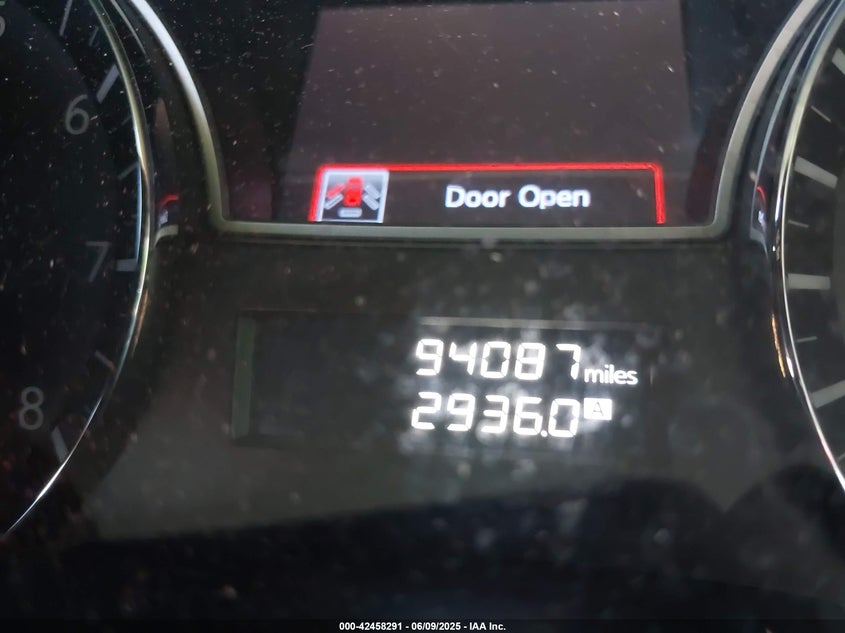 6
7
8
Door Open
94087 miles
2936.0 A
000-42458291 - 06/09/2025 - IAA Inc.